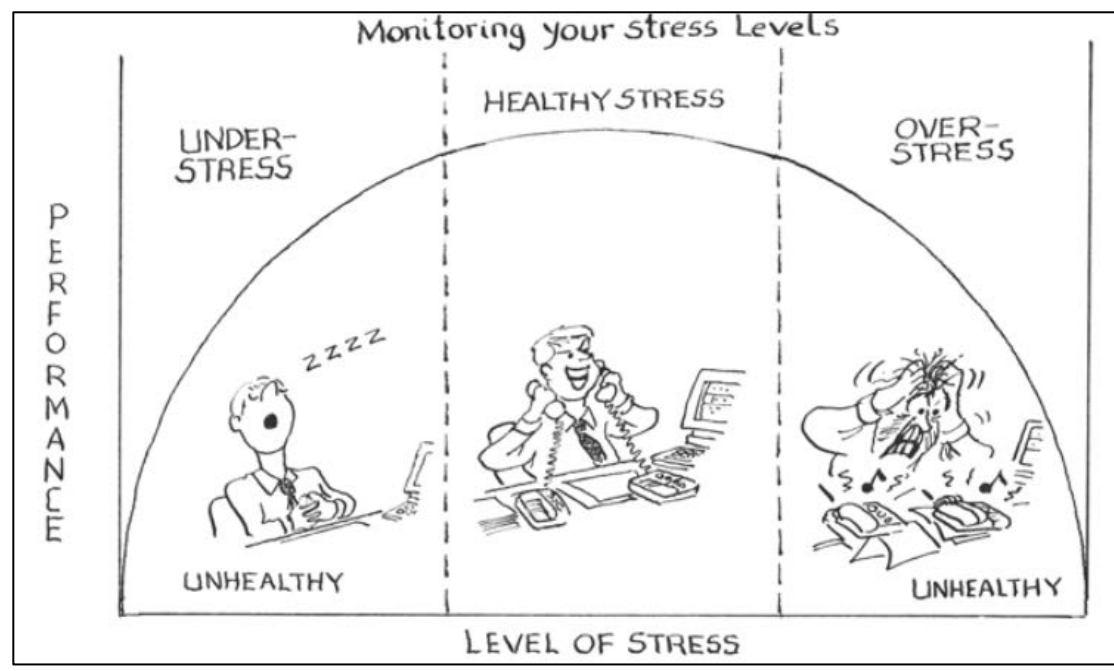 Monitoring your stress Levels
HEALTHY STRESS
UNDER-
STRESS
OVER-
STRESS
PERFORMANCE
ZZZZ
UNHEALTHY
UNHEALTHY
LEVEL OF STRESS